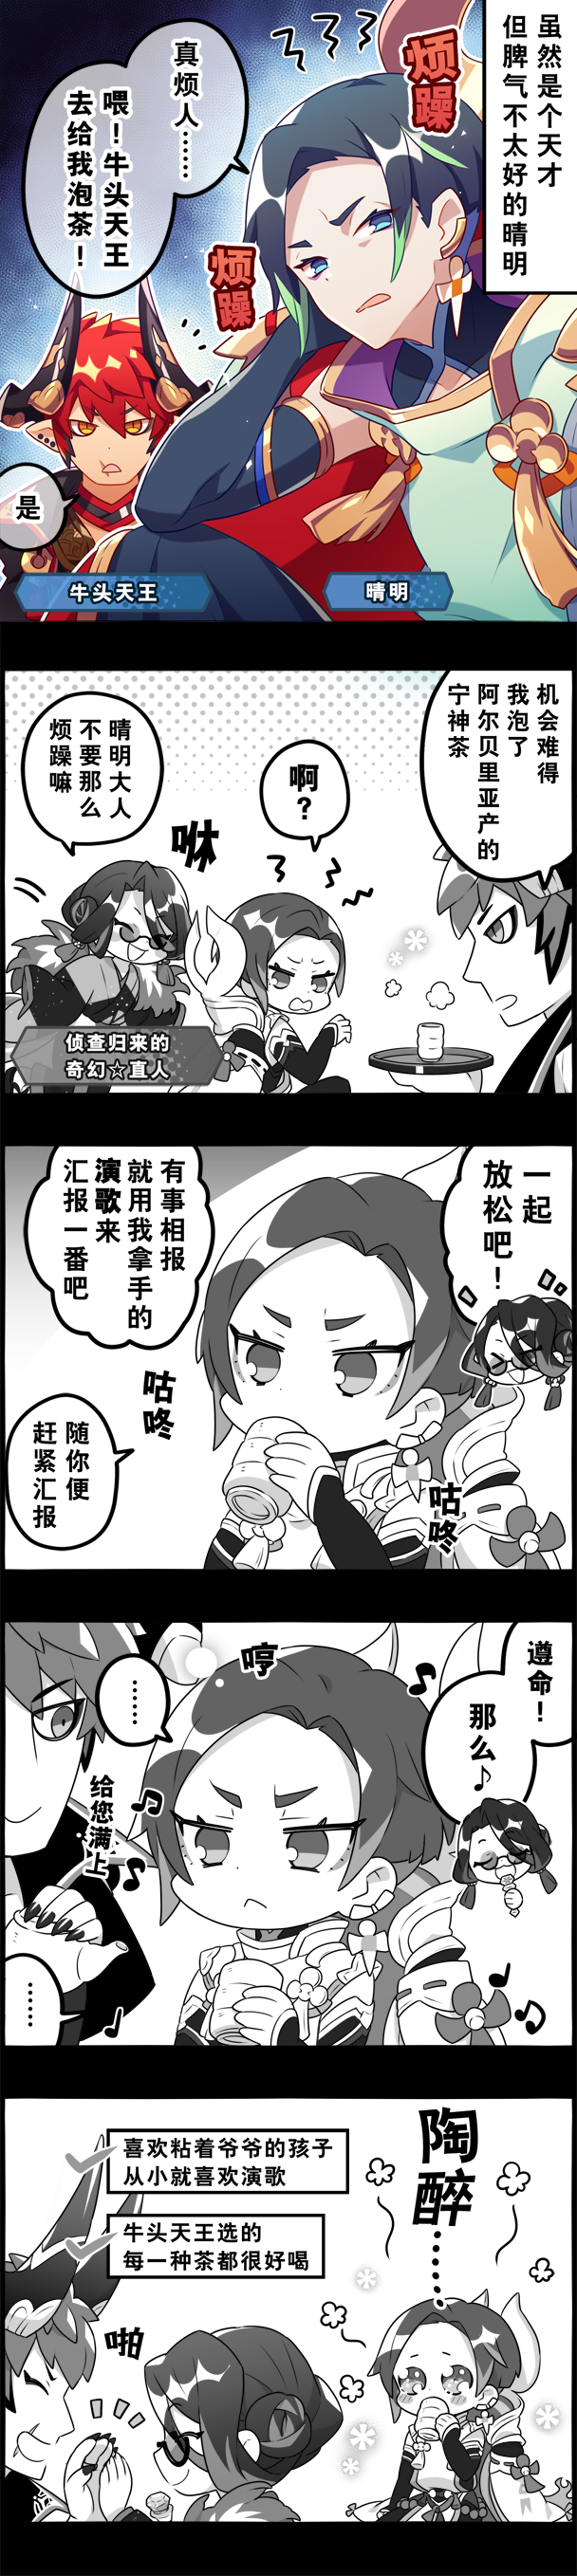 虽然是个天才
但脾气不太好的晴明
烦躁
真烦人……
喂！牛头天王
去给我泡茶！
烦躁
是
牛头天王
晴明
机会难得
我泡了
阿尔贝里亚产的
宁神茶
啊？
晴明大人
不要那么
烦躁嘛
咻
侦查归来的
奇幻☆直人
一起
放松吧！
有事相报
就用我拿手的
演歌来
汇报一番吧
咕咚
随你便
赶紧汇报
咕咚
遵命！
那么♪
哼
……
给您满上
……
陶醉……
喜欢粘着爷爷的孩子
从小就喜欢演歌
牛头天王选的
每一种茶都很好喝
啪